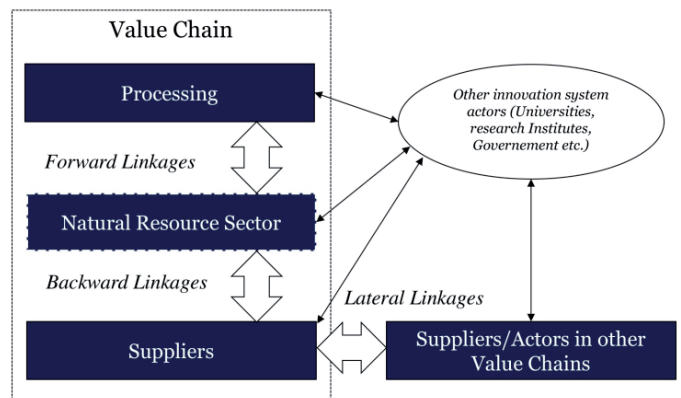 Value Chain
Processing
Other innovation system
actors (Universities,
research Institutes,
Governement etc.)
Forward Linkages
Natural Resource Sector
Backward Linkages
Lateral Linkages
Suppliers
Suppliers/Actors in other
Value Chains